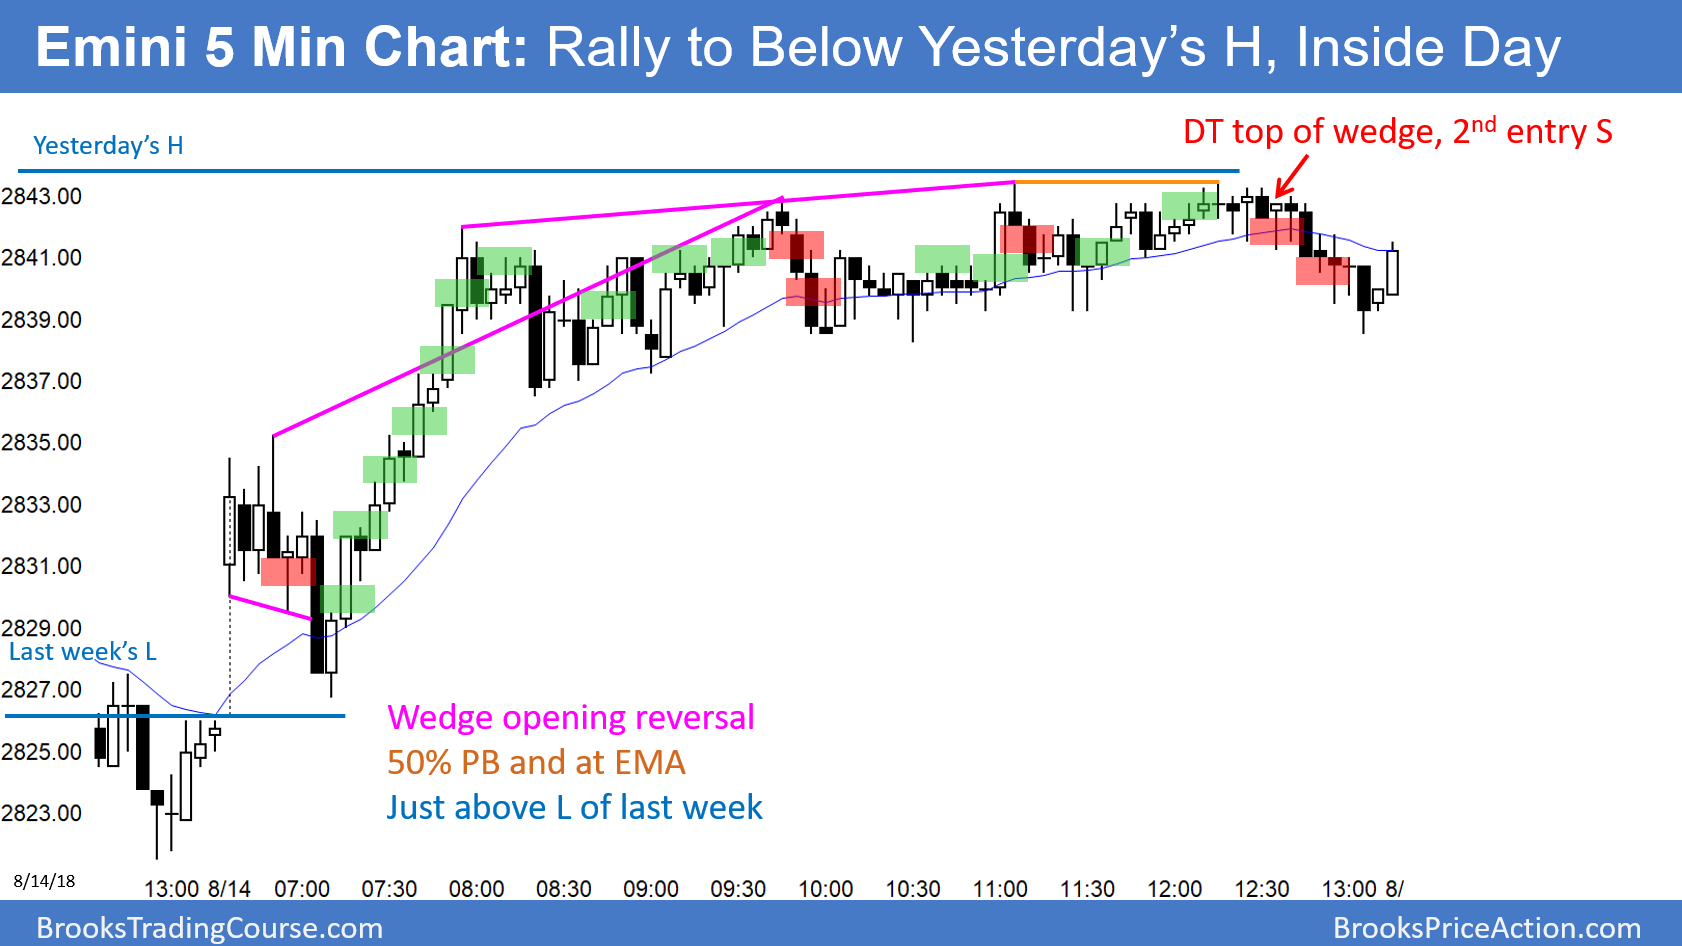 Emini 5 Min Chart: Rally to Below Yesterday's H, Inside Day
DT top of wedge, 2nd entry S
Yesterday's H
2843.00
2841.00
2839.00
2837.00
2835.00
2833.00
2831.00
2829.00
Last week's L
2827.00
2825.00
2823.00
Wedge opening reversal
50% PB and at EMA
Just above L of last week
8/14/18
13:00 8/14 07:00 07:30 08:00 08:30 09:00 09:30 10:00 10:30 11:00 11:30 12:00 12:30 13:00 8/
BrooksTradingCourse.com
BrooksPriceAction.com